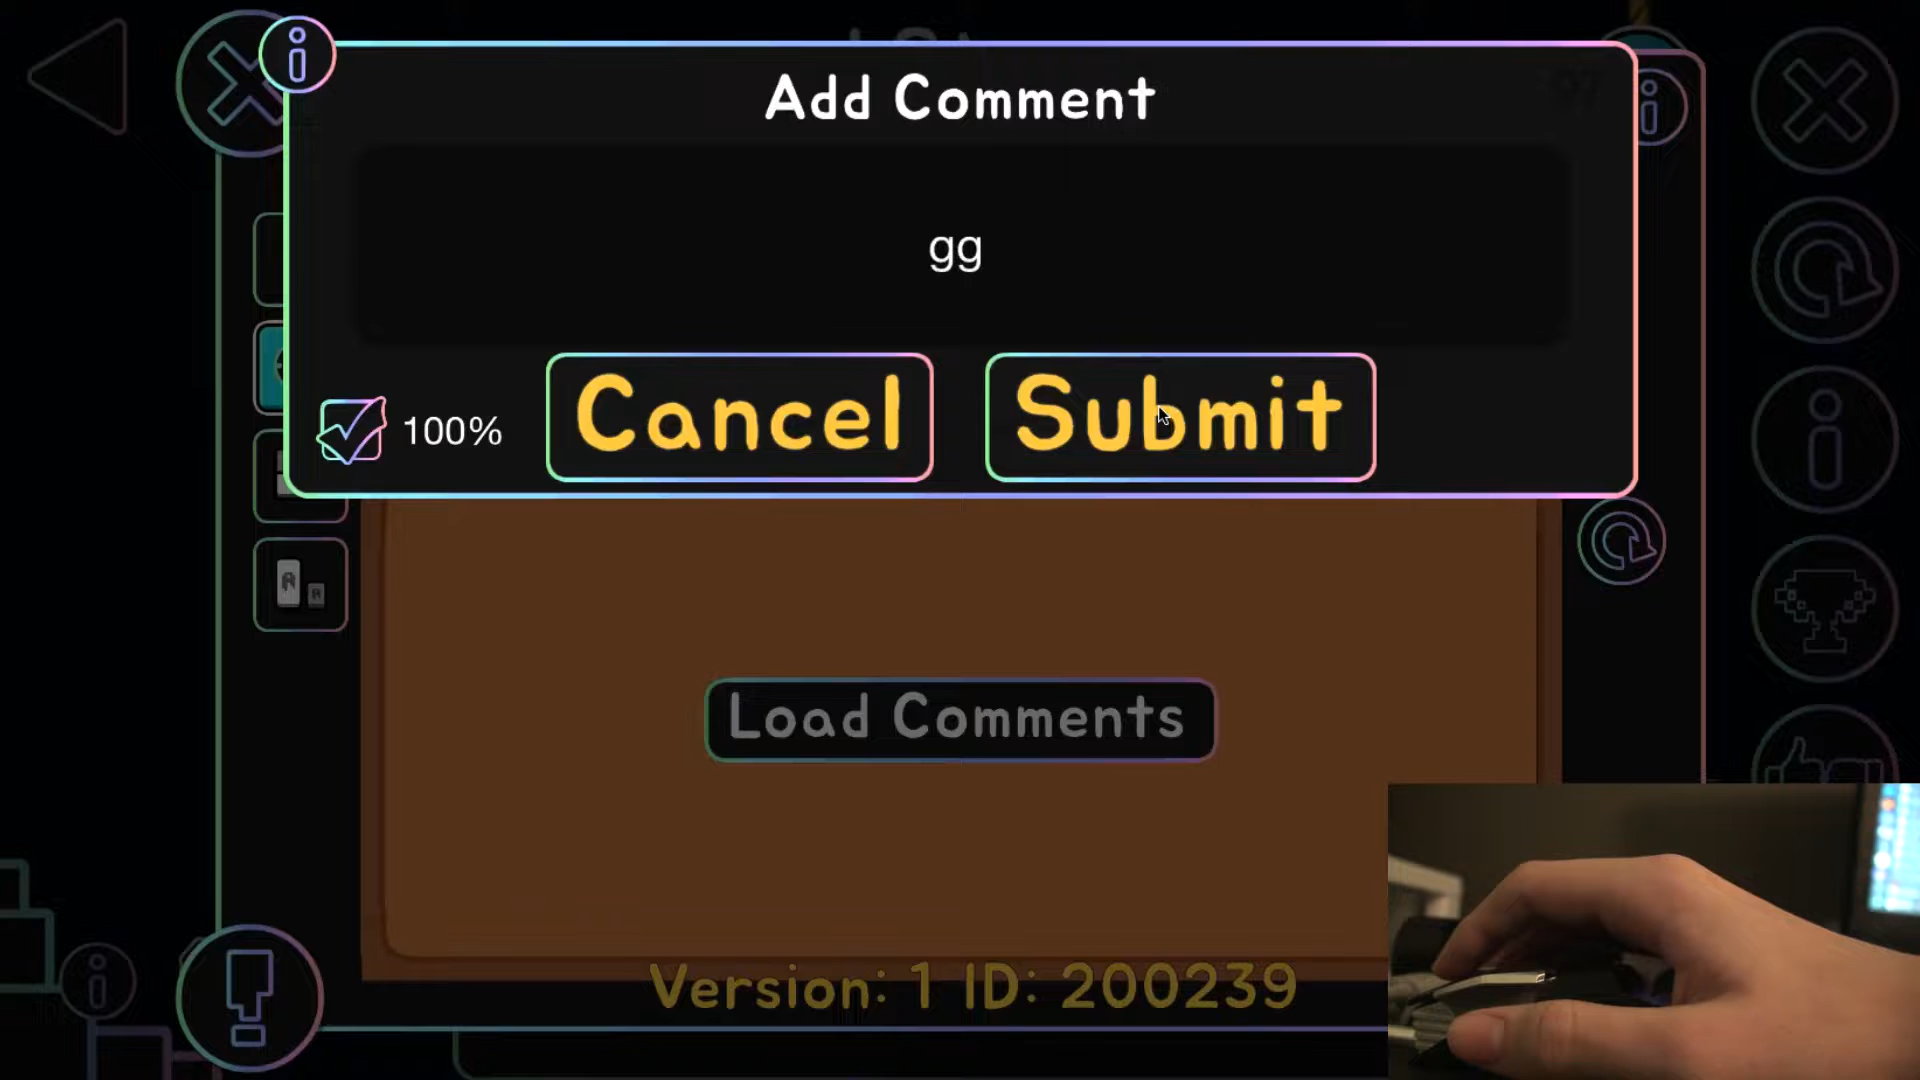 Add Comment
gg
100%
Cancel
Submit
Load Comments
Version: 1 ID: 200239